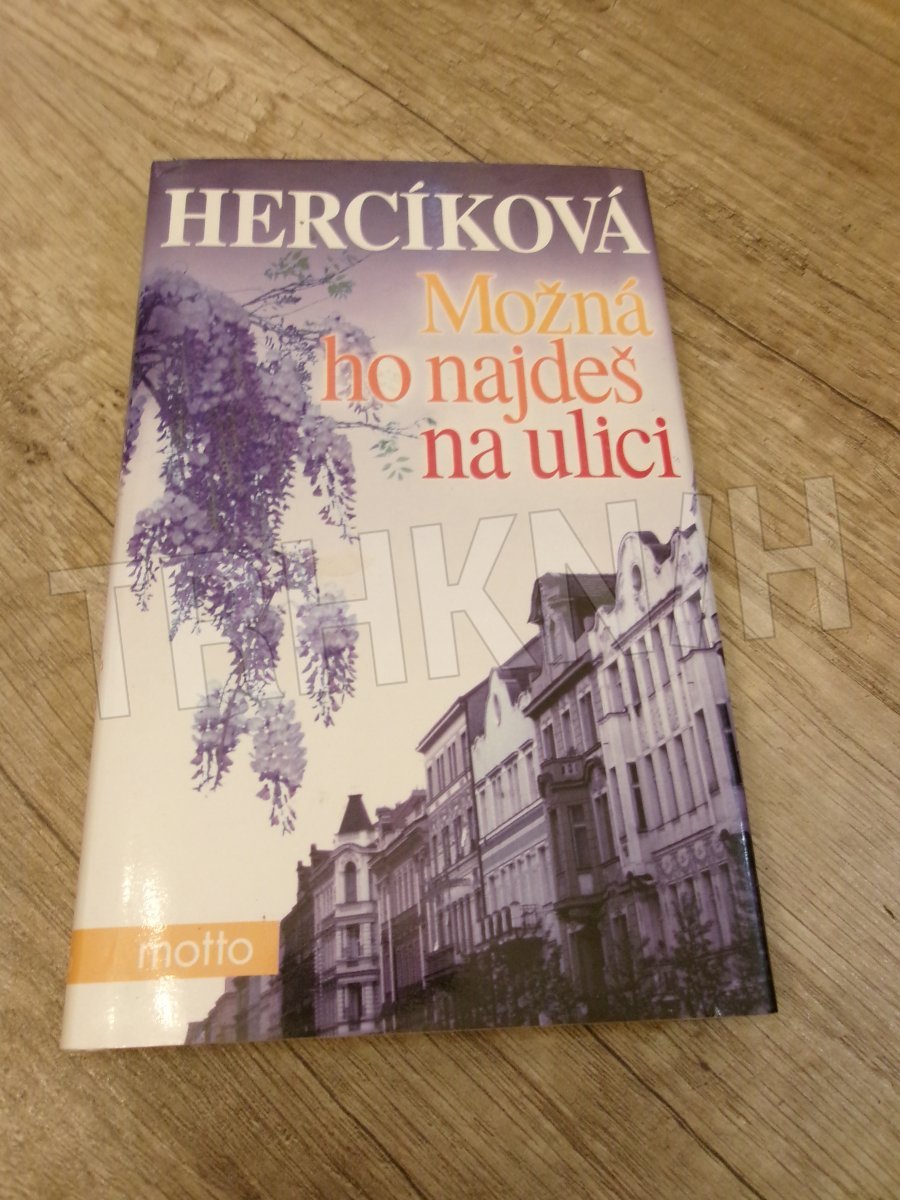 HERCÍKOVÁ
Možná
ho najdeš
na ulici
motto